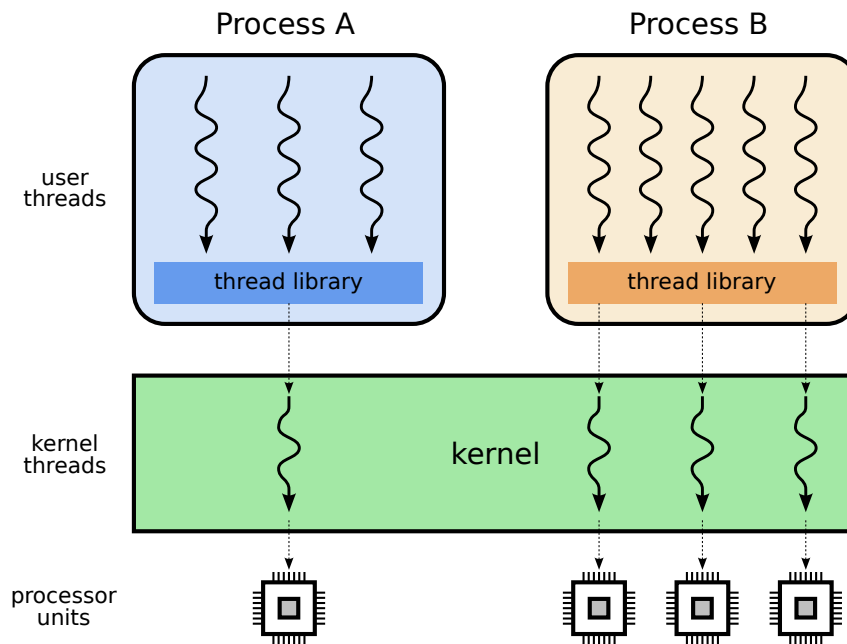 Process A
Process B
user
threads
thread library
thread library
kernel
threads
kernel
processor
units